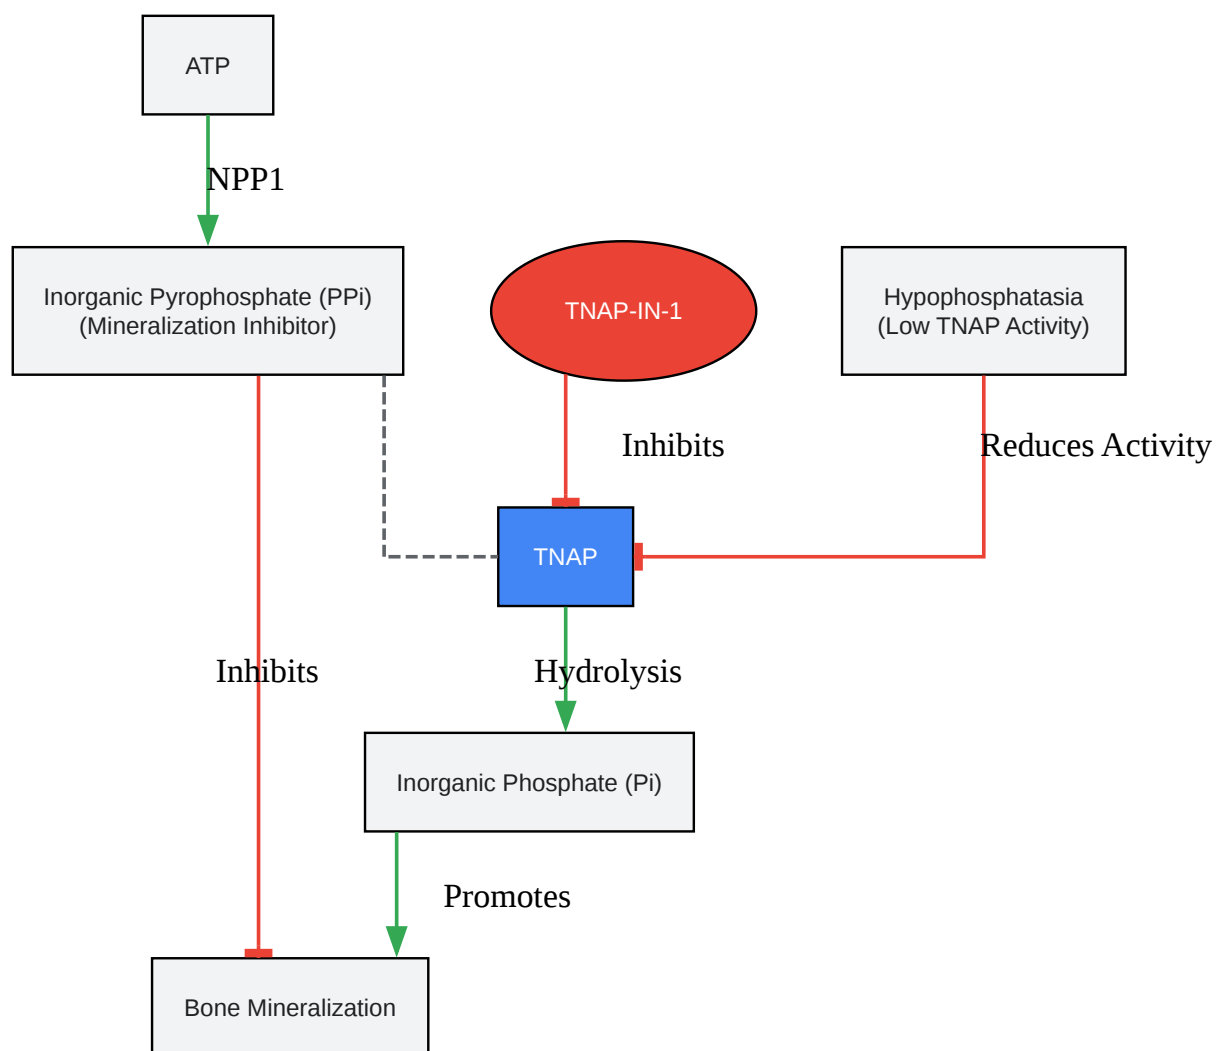 ATP
NPP1
Inorganic Pyrophosphate (PPi)
(Mineralization Inhibitor)
TNAP-IN-1
Hypophosphatasia
(Low TNAP Activity)
Inhibits
Reduces Activity
TNAP
Inhibits
Hydrolysis
Inorganic Phosphate (Pi)
Promotes
Bone Mineralization